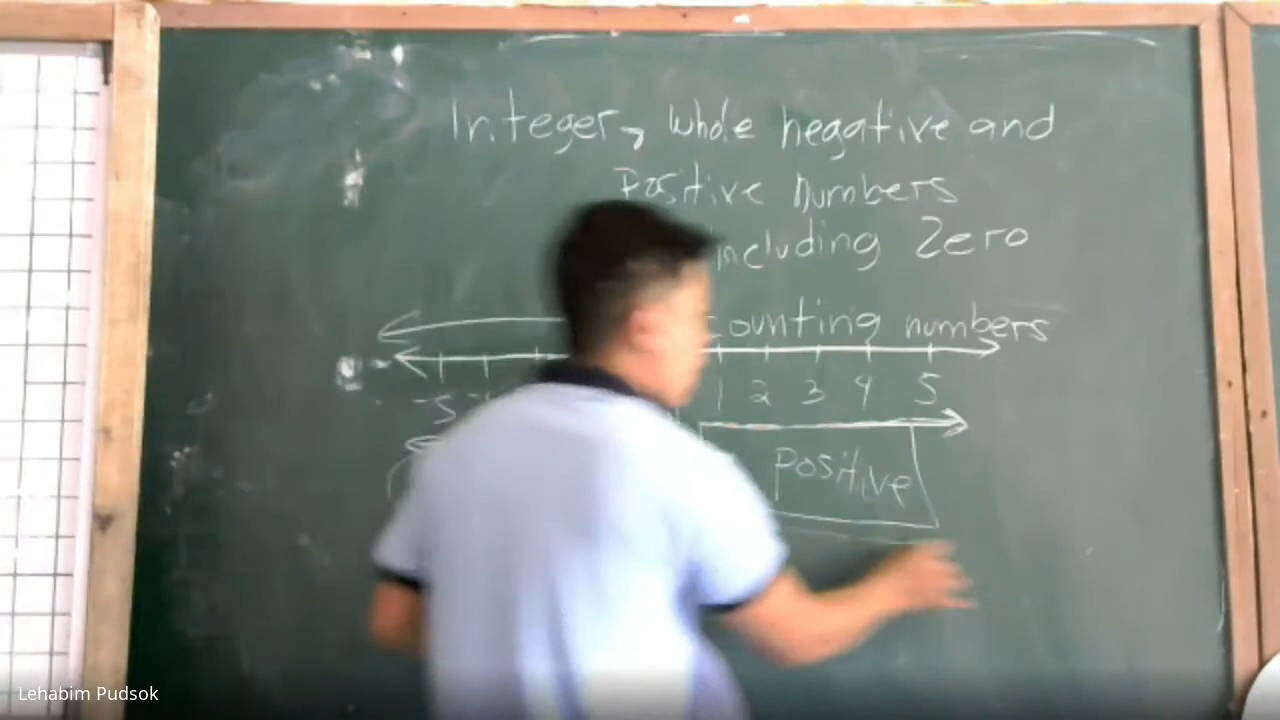 Integer, whole negative and
Positive numbers
including Zero
counting numbers
-5 1 2 3 4 5
Positive
Lehabim Pudsok